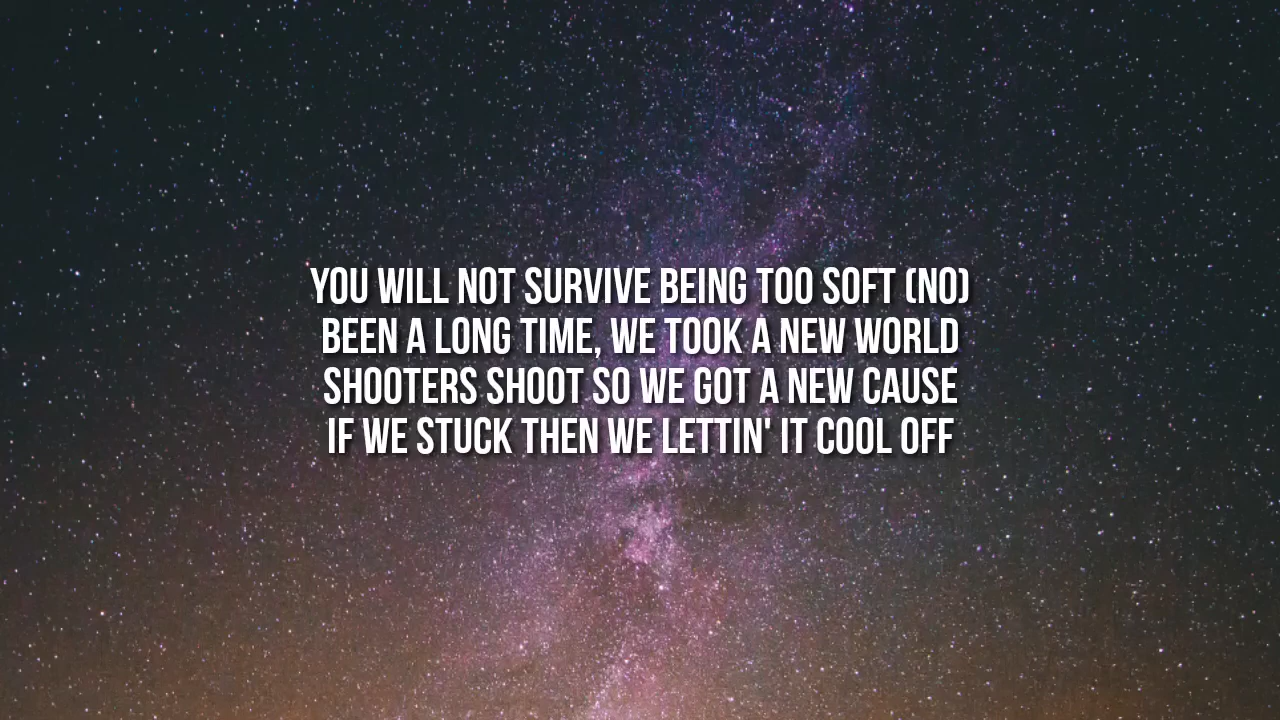 YOU WILL NOT SURVIVE BEING TOO SOFT (NO)
BEEN A LONG TIME, WE TOOK A NEW WORLD
SHOOTERS SHOOT SO WE GOT A NEW CAUSE
IF WE STUCK THEN WE LETTIN' IT COOL OFF